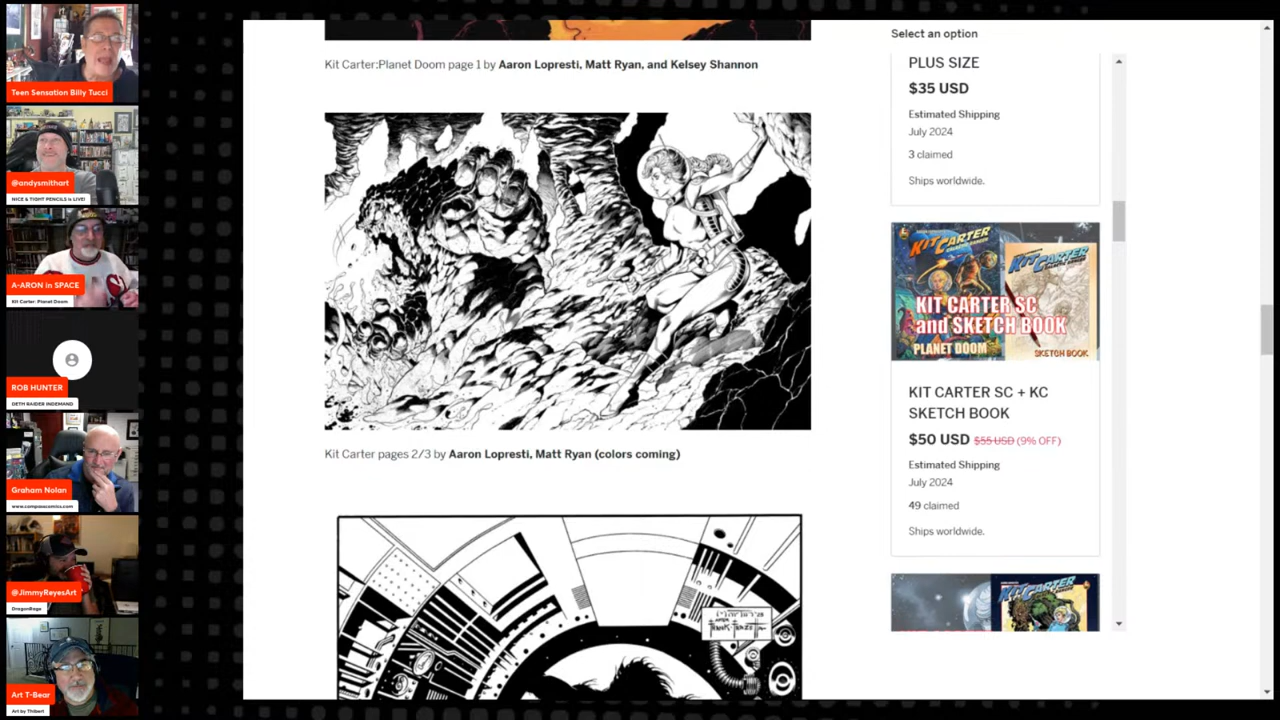 Teen Sensation Billy Tucci
@andysmithart
NICE & TIGHT PENCILS is LIVE!
A-ARON in SPACE
Kit Carter: Planet Doom
ROB HUNTER
DETH RAIDER INDEMAND
Graham Nolan
www.compasscomics.com
@JimmyReyesArt
DragonRage
Art T-Bear
Art by Thibert
Kit Carter:Planet Doom page 1 by Aaron Lopresti, Matt Ryan, and Kelsey Shannon
Kit Carter pages 2/3 by Aaron Lopresti, Matt Ryan (colors coming)
Select an option
PLUS SIZE
$35 USD
Estimated Shipping
July 2024
3 claimed
Ships worldwide.
KIT CARTER
KIT CARTER
KIT CARTER SC
and SKETCH BOOK
PLANET DOOM
SKETCH BOOK
KIT CARTER SC + KC
SKETCH BOOK
$50 USD $55 USD (9% OFF)
Estimated Shipping
July 2024
49 claimed
Ships worldwide.
KIT CARTER